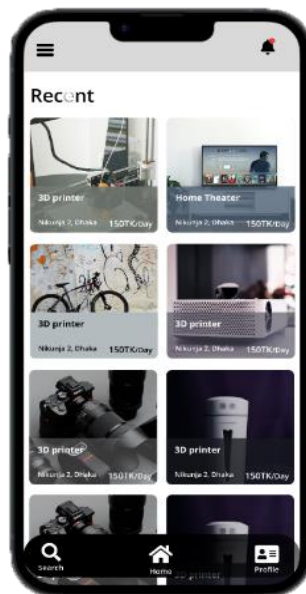 Recent
3D printer
Nikunja 2, Dhaka 150TK/Day
Home Theater
Nikunja 2, Dhaka 150TK/Day
3D printer
Nikunja 2, Dhaka 150TK/Day
3D printer
Nikunja 2, Dhaka 150TK/Day
3D printer
Nikunja 2, Dhaka 150TK/Day
3D printer
Nikunja 2, Dhaka 150TK/Day
3D printer
Search
Home
Profile